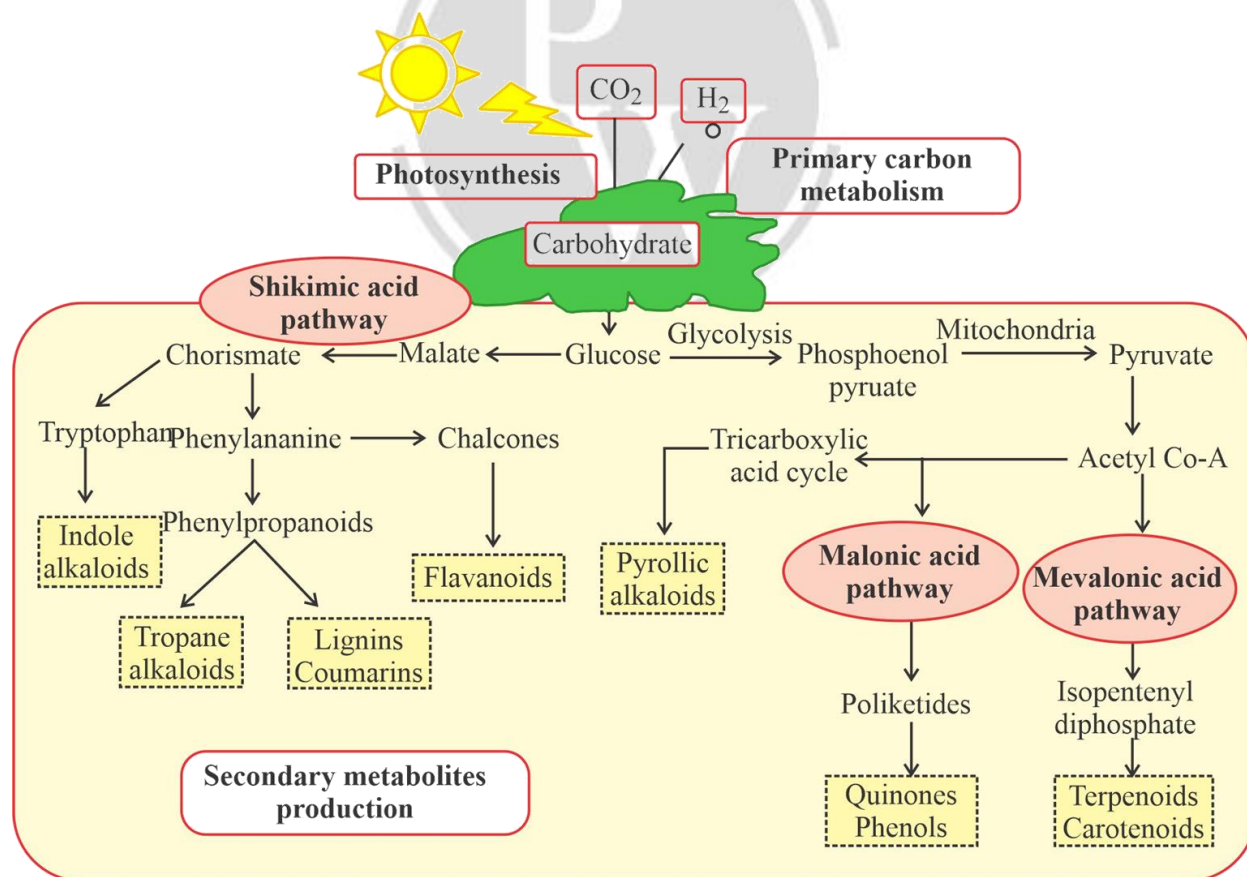 P
W
CO₂
H₂
O
Photosynthesis
Primary carbon
metabolism
Carbohydrate
Shikimic acid
pathway
Chorismate
Malate
Glucose
Glycolysis
Phosphoenol
pyruate
Mitochondria
Pyruvate
Tryptophan
Phenylananine
Chalcones
Tricarboxylic
acid cycle
Acetyl Co-A
Indole
alkaloids
Phenylpropanoids
Flavanoids
Pyrollic
alkaloids
Malonic acid
pathway
Mevalonic acid
pathway
Tropane
alkaloids
Lignins
Coumarins
Poliketides
Isopentenyl
diphosphate
Secondary metabolites
production
Quinones
Phenols
Terpenoids
Carotenoids